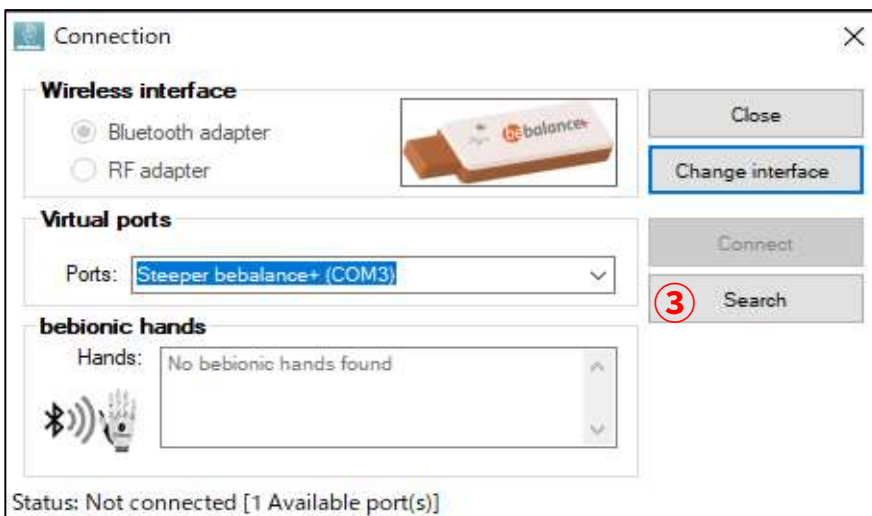 Connection
Wireless interface
Bluetooth adapter
RF adapter
bebalance+
Close
Change interface
Virtual ports
Ports: Steeper bebalance+ (COM3)
Connect
③ Search
bebionic hands
Hands: No bebionic hands found
Status: Not connected [1 Available port(s)]